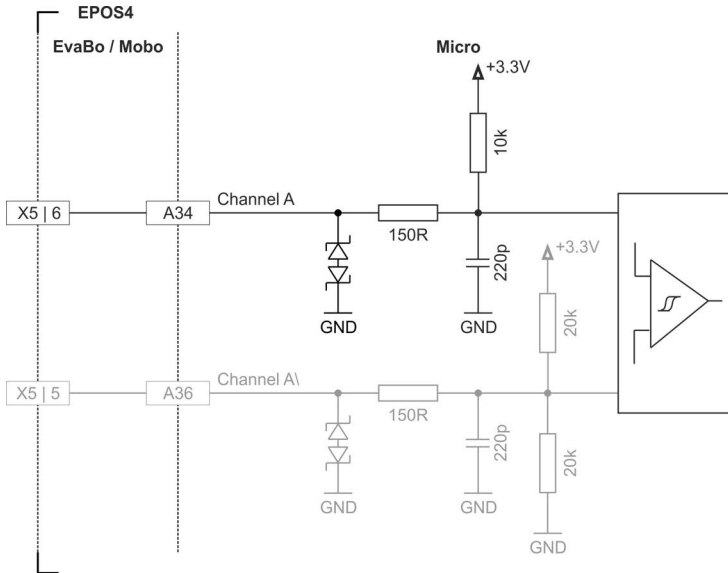 EPOS4
EvaBo / Mobo
Micro
+3.3V
10k
X5 | 6
A34
Channel A
150R
220p
GND
GND
+3.3V
20k
X5 | 5
A36
Channel A\
150R
220p
20k
GND
GND
GND